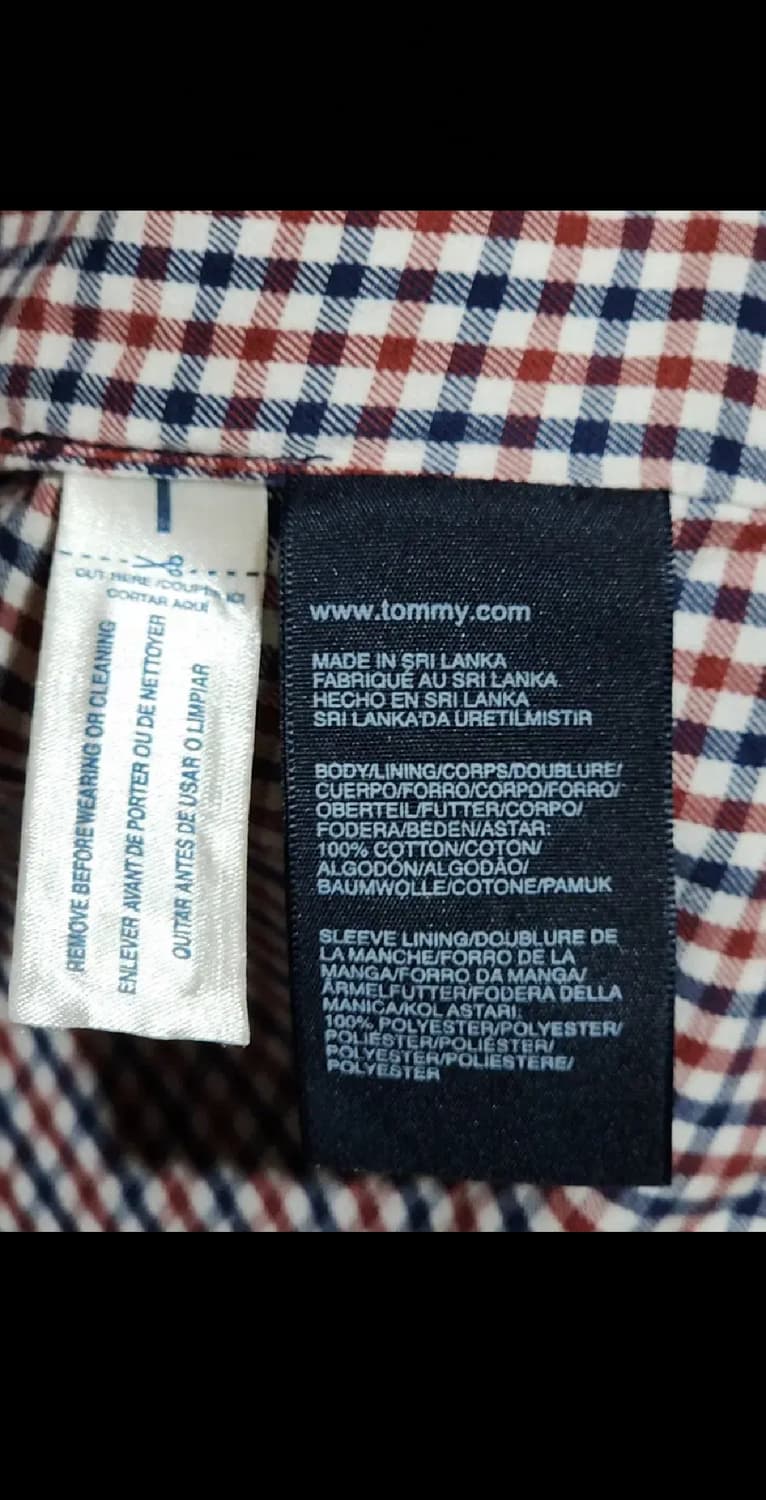 CUT HERE/COUPEZ ICI
CORTAR AQUÍ
REMOVE BEFORE WEARING OR CLEANING
ENLEVER AVANT DE PORTER OU DE NETTOYER
QUITAR ANTES DE USAR O LIMPIAR
www.tommy.com
MADE IN SRI LANKA
FABRIQUÉ AU SRI LANKA
HECHO EN SRI LANKA
SRI LANKA'DA URETILMISTIR
BODY/LINING/CORPS/DOUBLURE/
CUERPO/FORRO/CORPO/FORRO/
OBERTEIL/FUTTER/CORPO/
FODERA/BEDEN/ASTAR:
100% COTTON/COTON/
ALGODÓN/ALGODÃO/
BAUMWOLLE/COTONE/PAMUK
SLEEVE LINING/DOUBLURE DE
LA MANCHE/FORRO DE LA
MANGA/FORRO DA MANGA/
ÄRMELFUTTER/FODERA DELLA
MANICA/KOL ASTARI:
100% POLYESTER/POLYESTER/
POLIÉSTER/POLIÉSTER/
POLYESTER/POLIESTERE/
POLYESTER